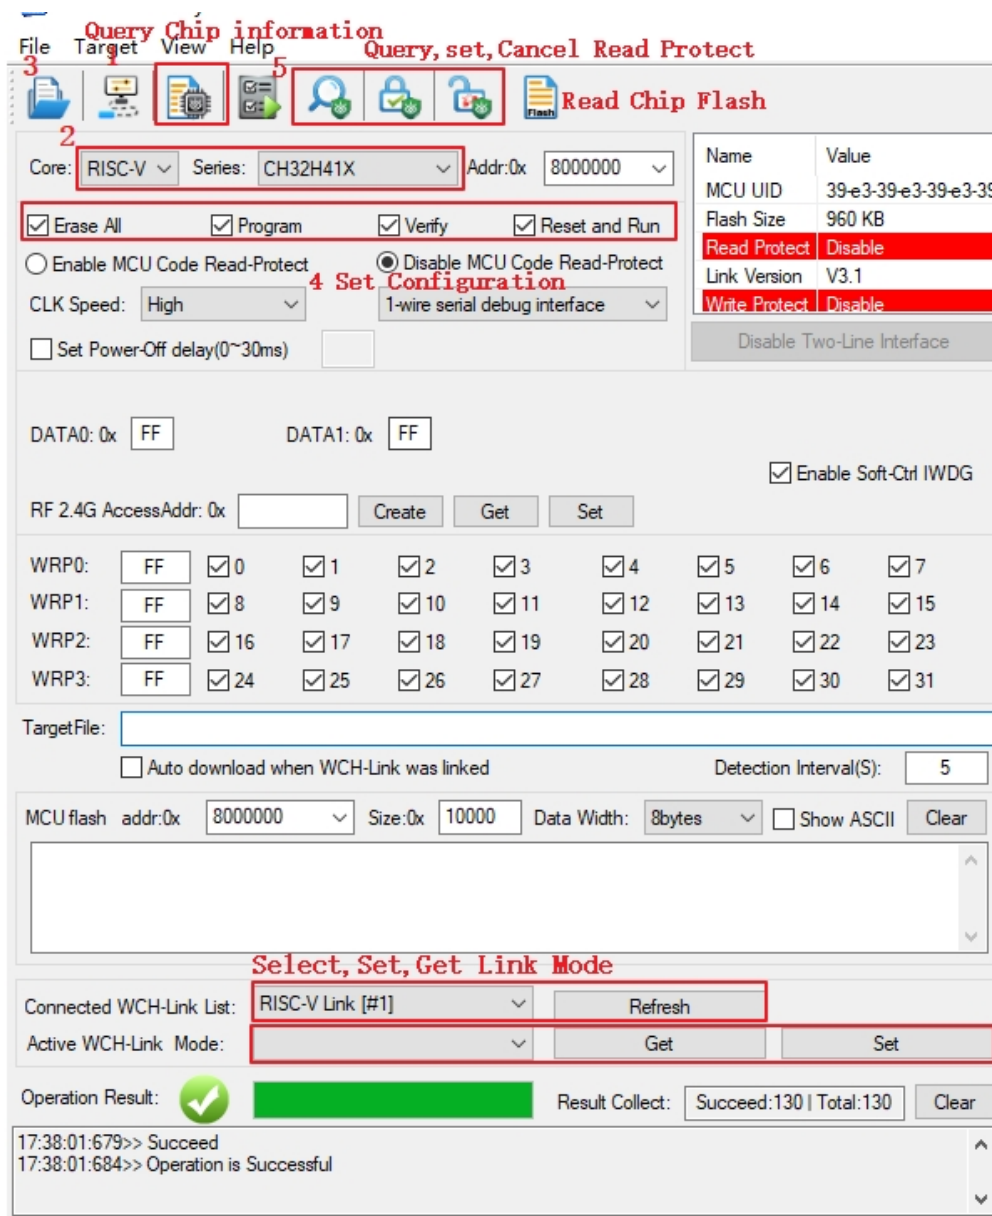 Query Chip information
File Target View Help
Query,set,Cancel Read Protect
3 1 5
Flash
Read Chip Flash
2
Core: RISC-V Series: CH32H41X Addr:0x 8000000
Name Value
MCU UID 39-e3-39-e3-39-e3-39
Flash Size 960 KB
Read Protect Disable
Link Version V3.1
Write Protect Disable
Erase All Program Verify Reset and Run
Enable MCU Code Read-Protect Disable MCU Code Read-Protect
4 Set Configuration
CLK Speed: High 1-wire serial debug interface
Disable Two-Line Interface
Set Power-Off delay(0~30ms)
DATA0: 0x FF DATA1: 0x FF
Enable Soft-Ctrl IWDG
RF 2.4G AccessAddr: 0x Create Get Set
WRP0: FF 0 1 2 3 4 5 6 7
WRP1: FF 8 9 10 11 12 13 14 15
WRP2: FF 16 17 18 19 20 21 22 23
WRP3: FF 24 25 26 27 28 29 30 31
TargetFile:
Auto download when WCH-Link was linked Detection Interval(S): 5
MCU flash addr:0x 8000000 Size:0x 10000 Data Width: 8bytes Show ASCII Clear
Select,Set,Get Link Mode
Connected WCH-Link List: RISC-V Link [#1] Refresh
Active WCH-Link Mode: Get Set
Operation Result: Result Collect: Succeed:130 | Total:130 Clear
17:38:01:679>> Succeed
17:38:01:684>> Operation is Successful